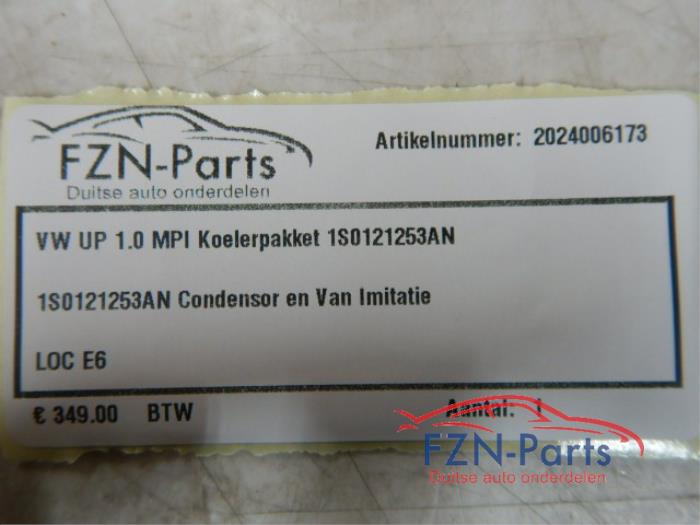 FZN-Parts
Duitse auto onderdelen
Artikelnummer: 2024006173
VW UP 1.0 MPI Koelerpakket 1S0121253AN
1S0121253AN Condensor en Van Imitatie
LOC E6
€ 349.00 BTW Aantal: 1
FZN-Parts
Duitse auto onderdelen